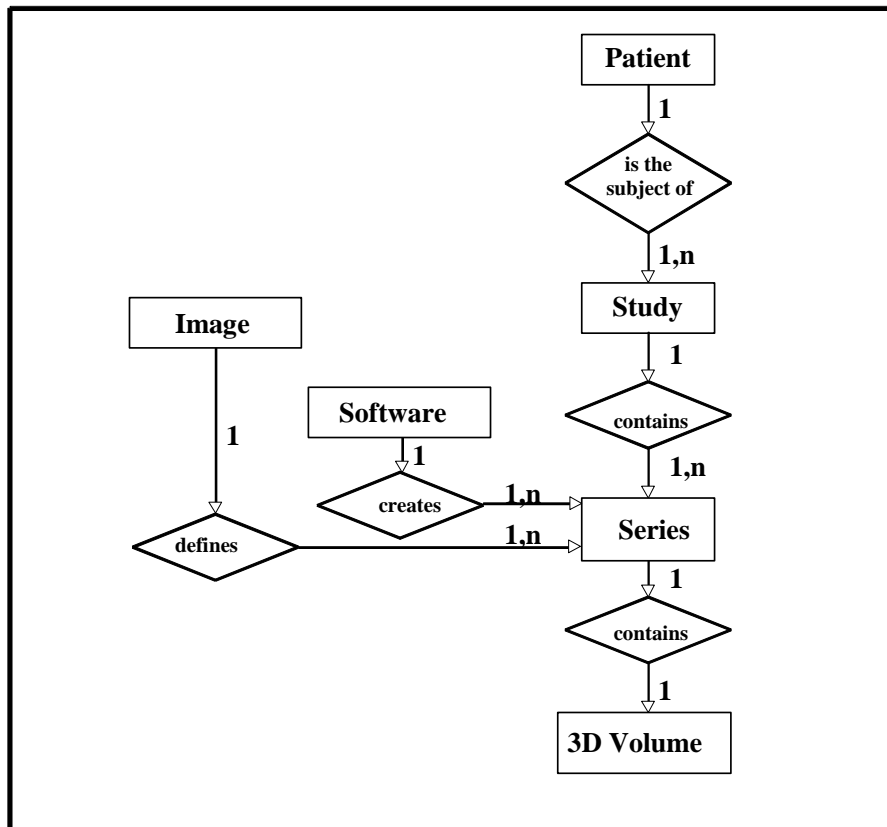 Patient
1
is the
subject of
1,n
Study
1
contains
1,n
Image
1
defines
1,n
Software
1
creates
1,n
Series
1
contains
1
3D Volume